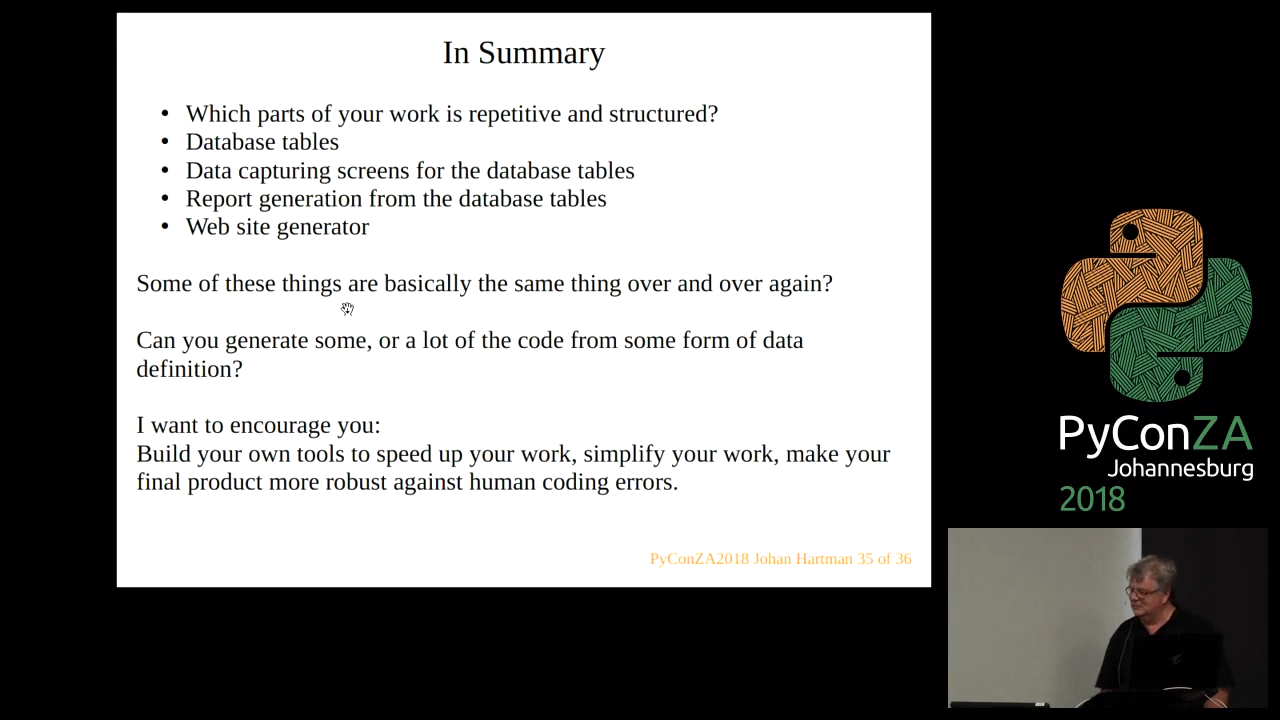 In Summary
• Which parts of your work is repetitive and structured?
• Database tables
• Data capturing screens for the database tables
• Report generation from the database tables
• Web site generator
Some of these things are basically the same thing over and over again?
Can you generate some, or a lot of the code from some form of data
definition?
I want to encourage you:
Build your own tools to speed up your work, simplify your work, make your
final product more robust against human coding errors.
PyConZA2018 Johan Hartman 35 of 36
PyConZA
Johannesburg
2018